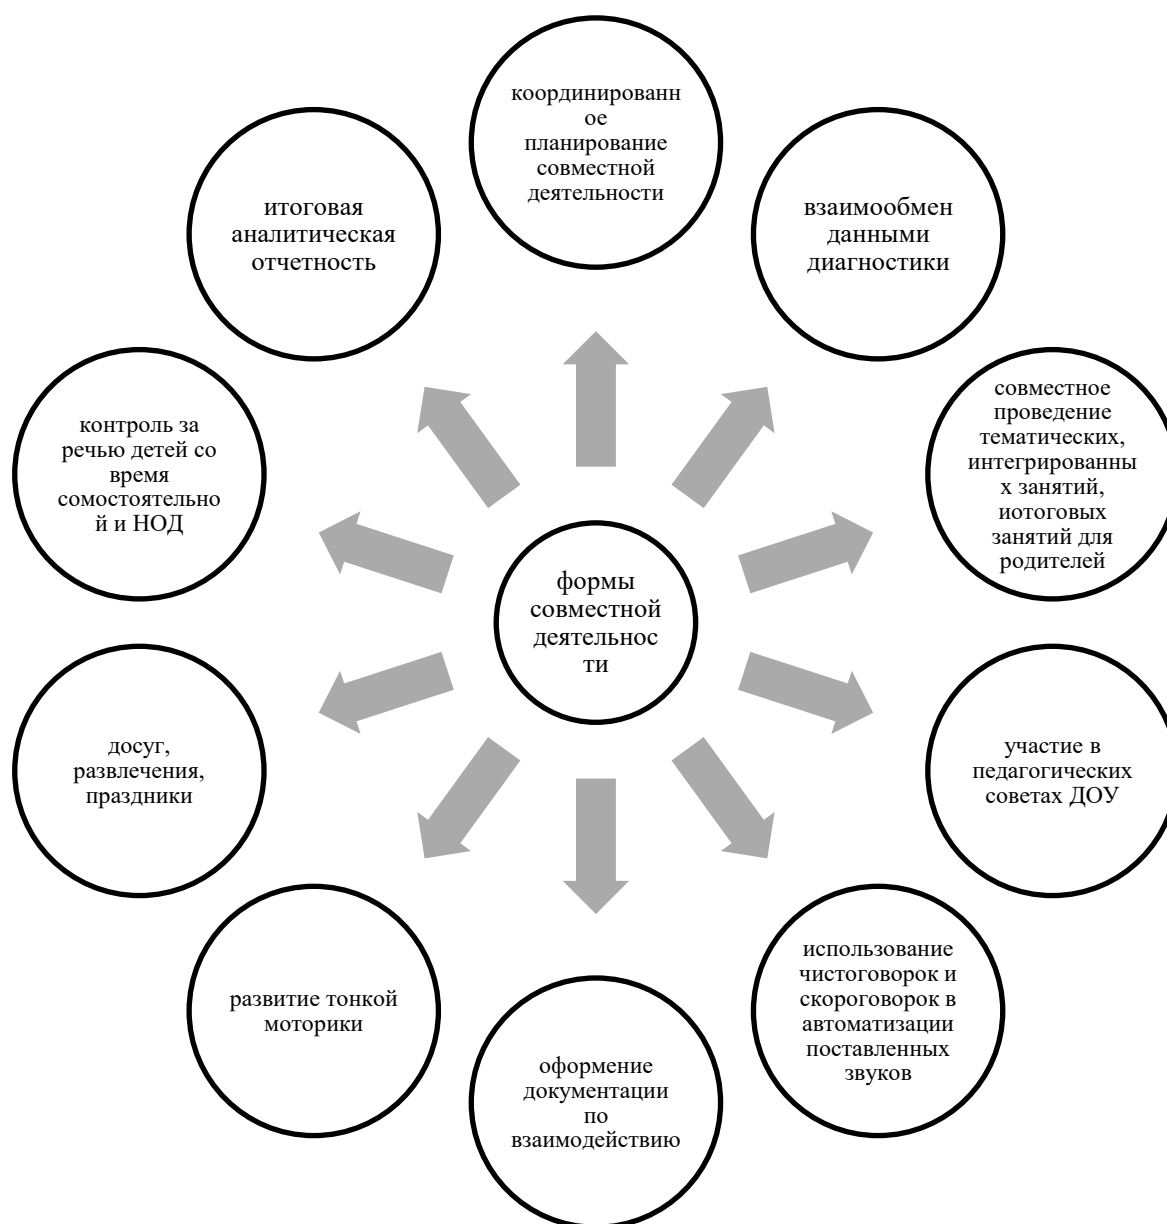 координированн
ое
планирование
совместной
деятельности
взаимообмен
данными
диагностики
совместное
проведение
тематических,
интегрированны
х занятий,
иотоговых
занятий для
родителей
участие в
педагогических
советах ДОУ
использование
чистоговорок и
скороговорок в
автоматизации
поставленных
звуков
оформение
документации
по
взаимодействию
развитие тонкой
моторики
досуг,
развлечения,
праздники
контроль за
речью детей со
время
сомостоятельно
й и НОД
итоговая
аналитическая
отчетность
формы
совместной
деятельнос
ти